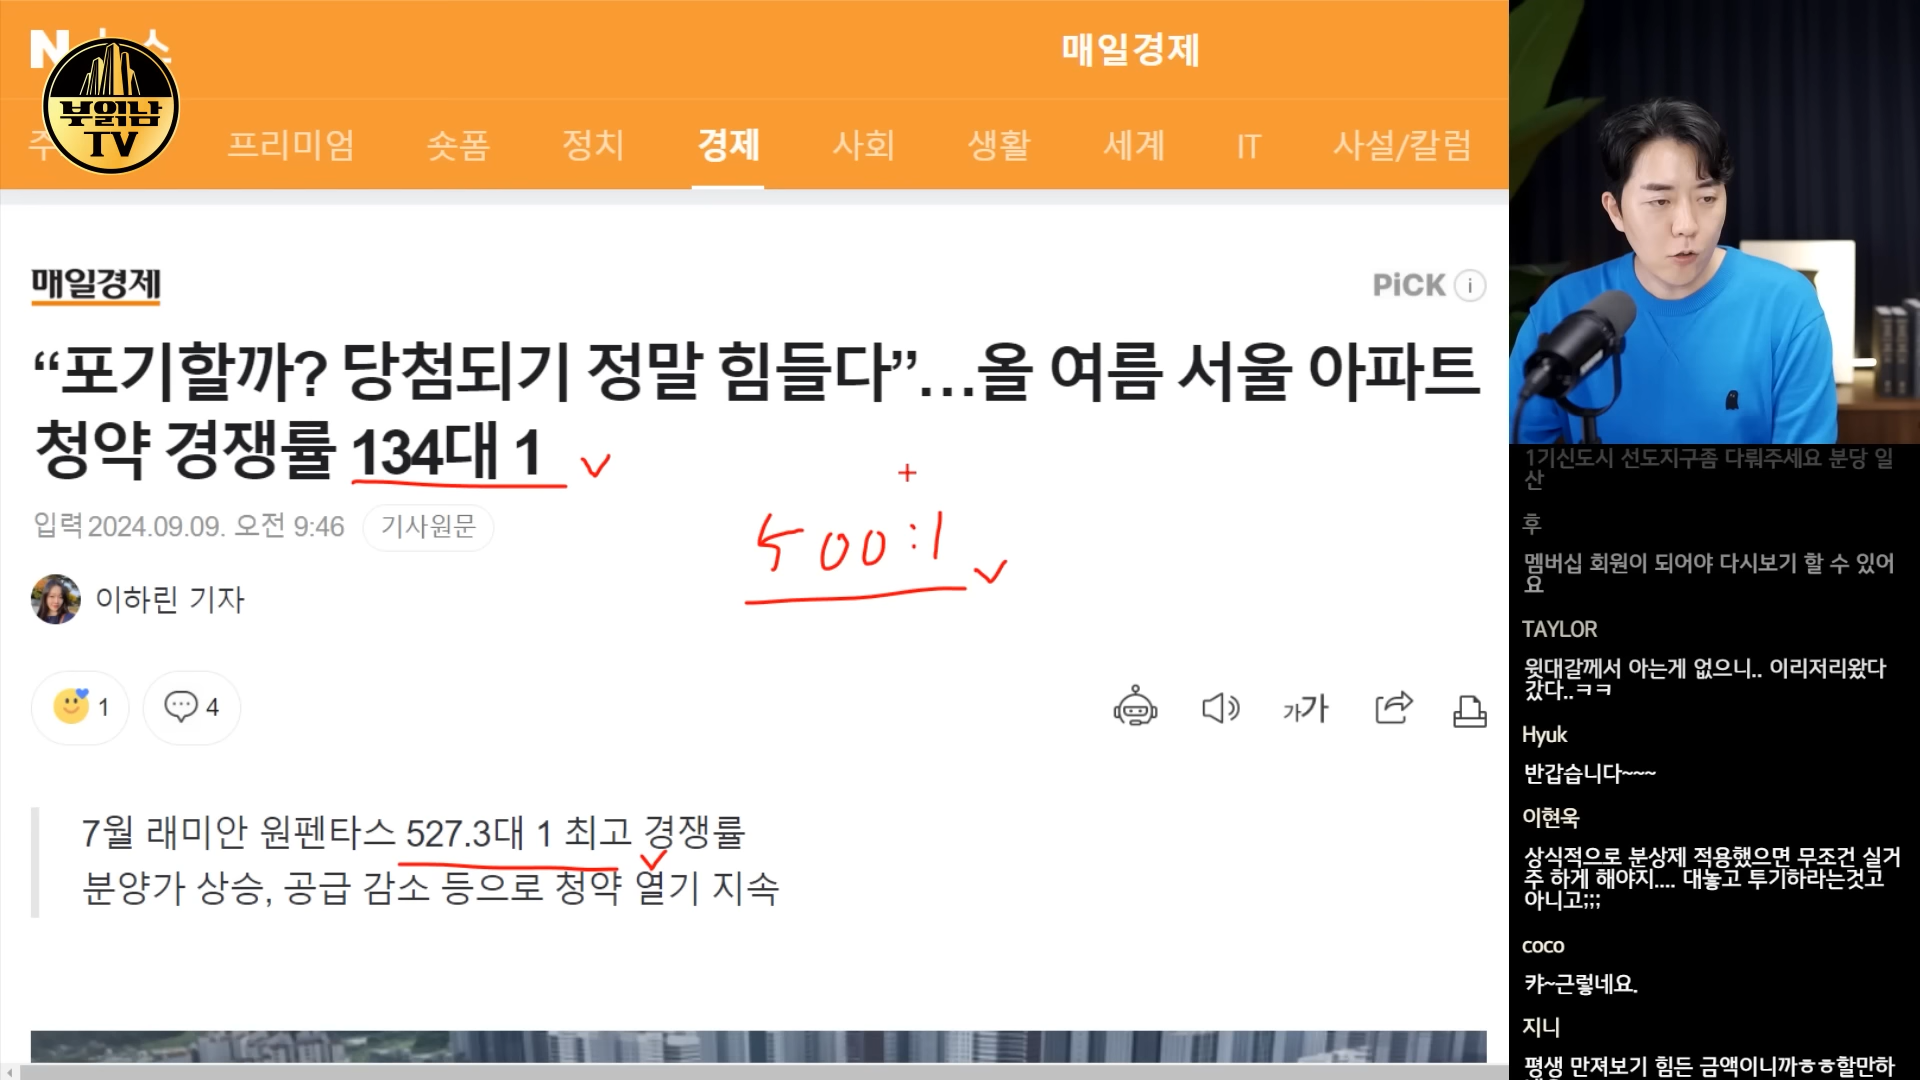 매일경제
부읽남
TV
프리미엄 숏폼 정치 경제 사회 생활 세계 IT 사설/칼럼
매일경제
PiCK i
“포기할까? 당첨되기 정말 힘들다”…올 여름 서울 아파트
청약 경쟁률 134대 1
입력 2024.09.09. 오전 9:46 기사원문
500:1
이하린 기자
1 4
가가
7월 래미안 원펜타스 527.3대 1 최고 경쟁률
분양가 상승, 공급 감소 등으로 청약 열기 지속
1기신도시 선도지구좀 다뤄주세요 분당 일
산
후
멤버십 회원이 되어야 다시보기 할 수 있어
요
TAYLOR
윗대갈께서 아는게 없으니.. 이리저리왔다
갔다..ㅋㅋ
Hyuk
반갑습니다~~~
이현욱
상식적으로 분상제 적용했으면 무조건 실거
주 하게 해야지.... 대놓고 투기하라는것고
아니고;;;
coco
캬~근렇네요.
지니
평생 만져보기 힘든 금액이니까ㅎㅎ할만하